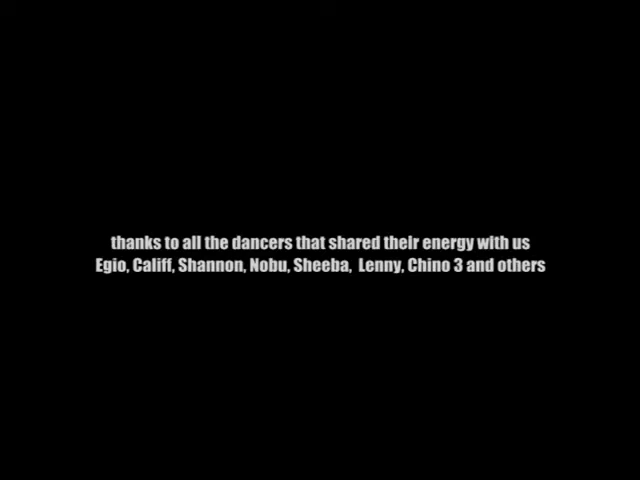 thanks to all the dancers that shared their energy with us
Egio, Califf, Shannon, Nobu, Sheeba,  Lenny, Chino 3 and others